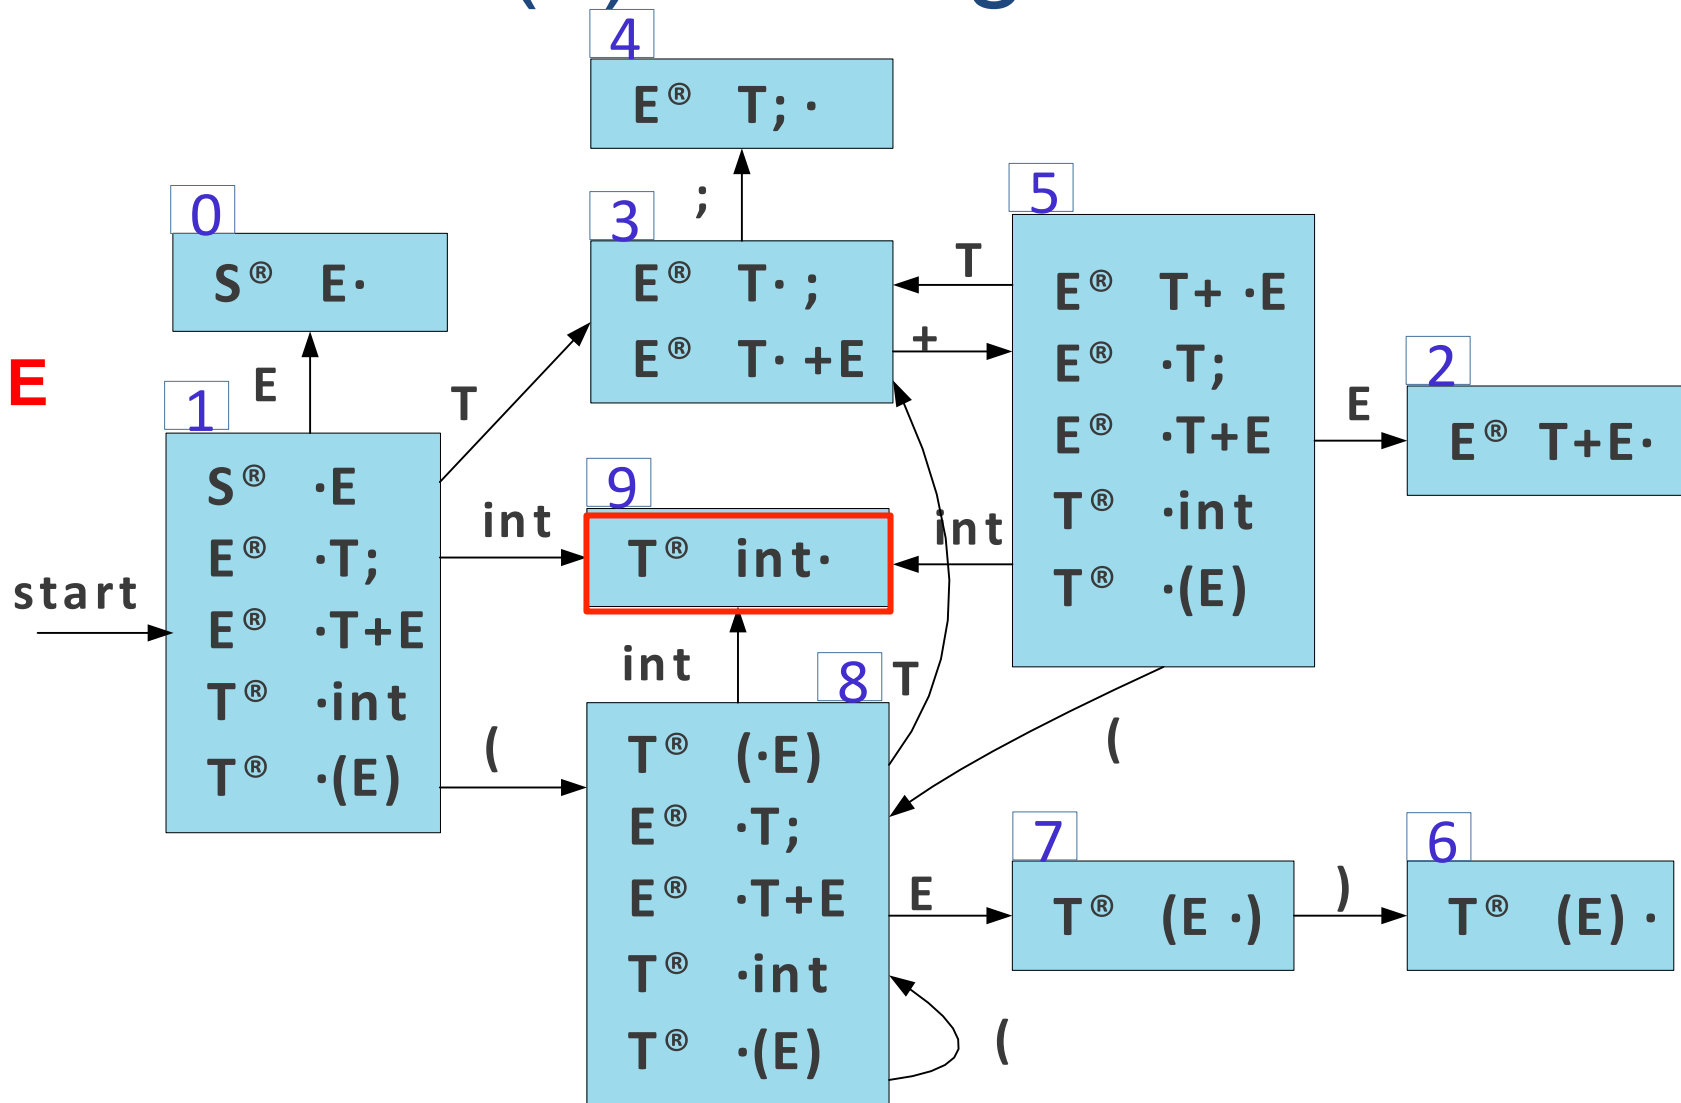 4
E® T; ·
0
S® E·
3
E® T· ;
E® T· +E
;
5
E® T+ ·E
E® ·T;
E® ·T+E
T® ·int
T® ·(E)
T
+
2
E® T+E·
E
E
E
T
1
S® ·E
E® ·T;
E® ·T+E
T® ·int
T® ·(E)
start
int
9
T® int·
int
int
(
8
T
T® (·E)
E® ·T;
E® ·T+E
T® ·int
T® ·(E)
(
E
7
T® (E ·)
)
6
T® (E) ·
(